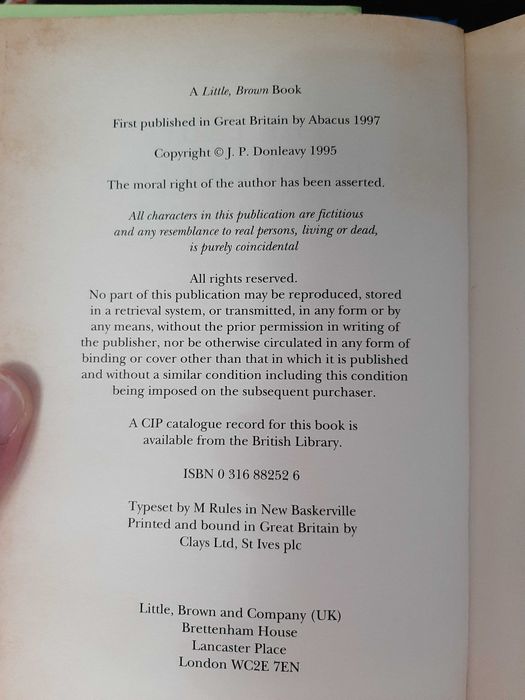 A Little, Brown Book
First published in Great Britain by Abacus 1997
Copyright © J. P. Donleavy 1995
The moral right of the author has been asserted.
All characters in this publication are fictitious
and any resemblance to real persons, living or dead,
is purely coincidental
All rights reserved.
No part of this publication may be reproduced, stored
in a retrieval system, or transmitted, in any form or by
any means, without the prior permission in writing of
the publisher, nor be otherwise circulated in any form of
binding or cover other than that in which it is published
and without a similar condition including this condition
being imposed on the subsequent purchaser.
A CIP catalogue record for this book is
available from the British Library.
ISBN 0 316 88252 6
Typeset by M Rules in New Baskerville
Printed and bound in Great Britain by
Clays Ltd, St Ives plc
Little, Brown and Company (UK)
Brettenham House
Lancaster Place
London WC2E 7EN